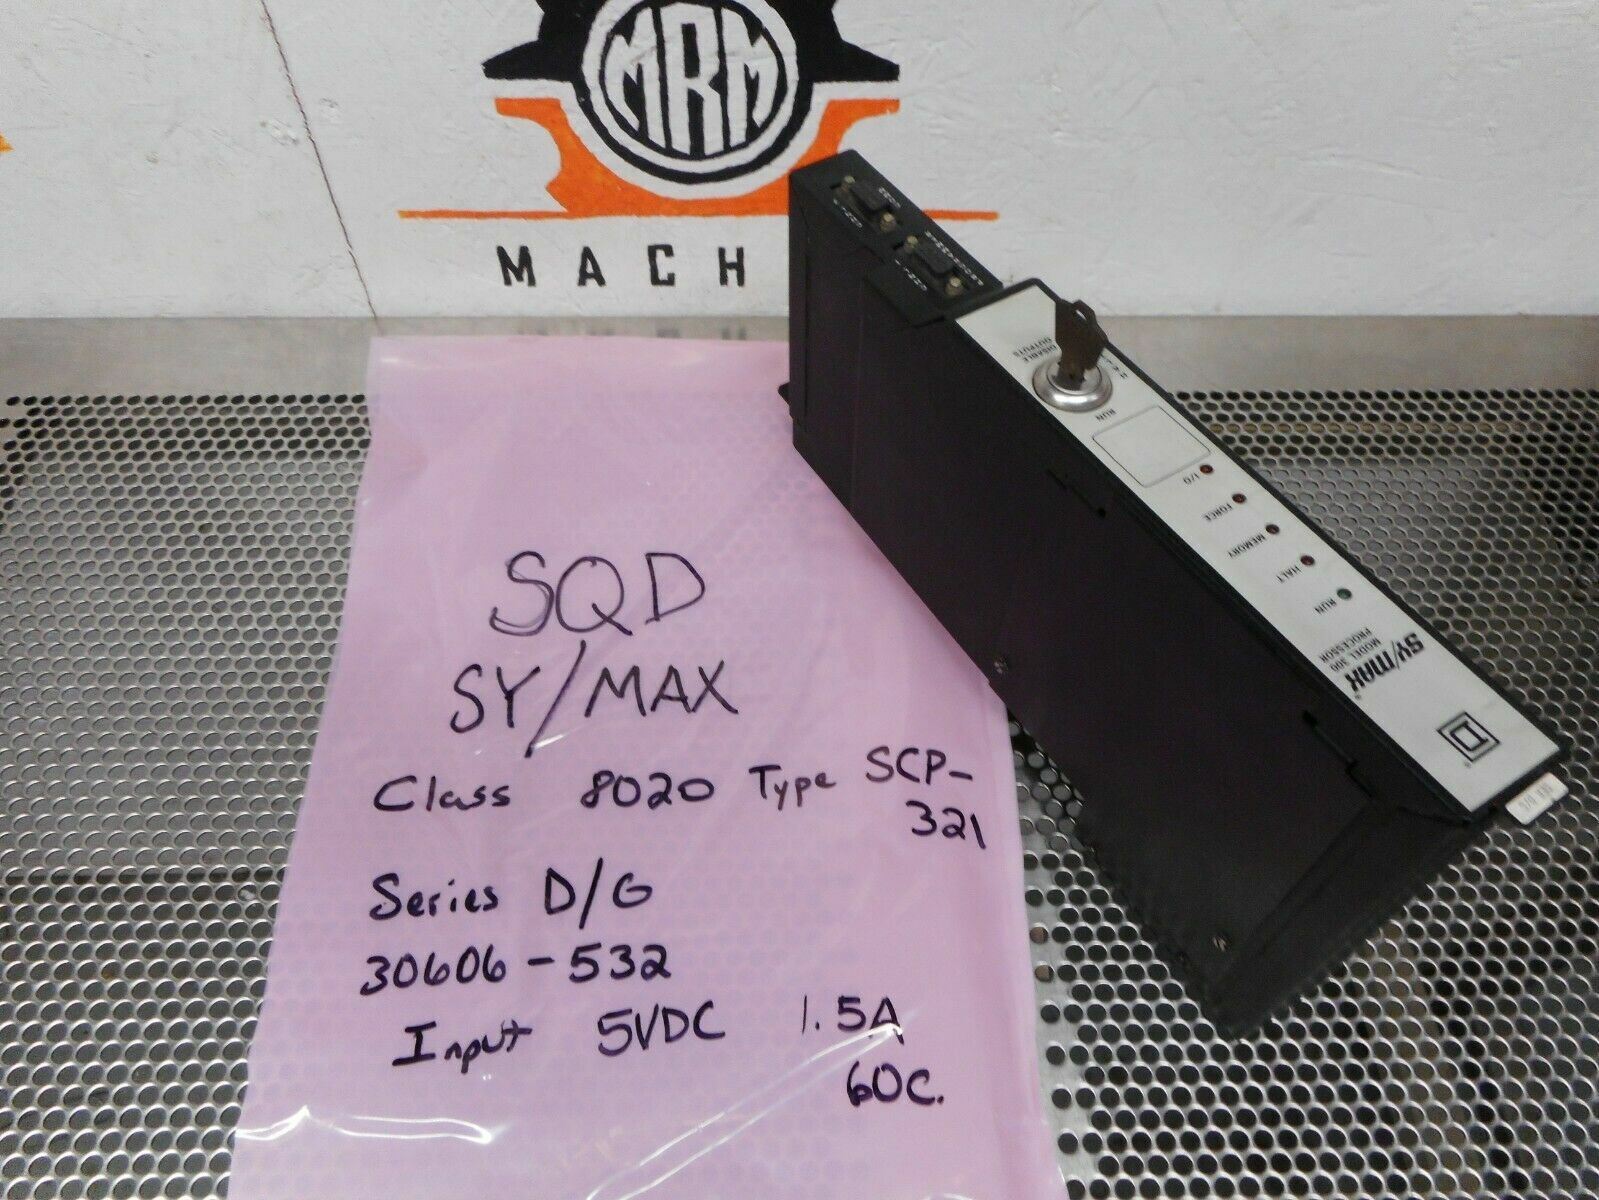 MRM
MACH
SQD
SY/MAX
Class 8020 Type SCP-
321
Series D/G
30606-532
Input 5VDC 1.5A
60C.
DISABLE
OUTPUTS
RUN
I/O
FORCE
MEMORY
HALT
RUN
SY/MAX®
MODEL 300
PROCESSOR
D